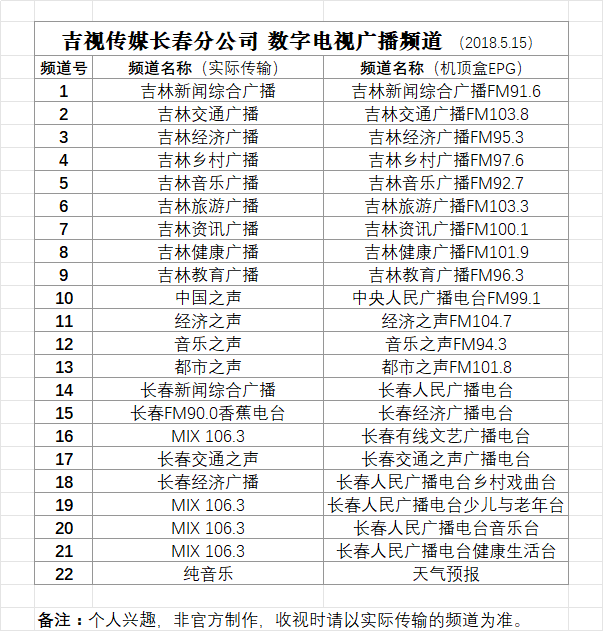 吉视传媒长春分公司 数字电视广播频道 （2018.5.15）
频道号 频道名称（实际传输） 频道名称（机顶盒EPG）
1 吉林新闻综合广播 吉林新闻综合广播FM91.6
2 吉林交通广播 吉林交通广播FM103.8
3 吉林经济广播 吉林经济广播FM95.3
4 吉林乡村广播 吉林乡村广播FM97.6
5 吉林音乐广播 吉林音乐广播FM92.7
6 吉林旅游广播 吉林旅游广播FM103.3
7 吉林资讯广播 吉林资讯广播FM100.1
8 吉林健康广播 吉林健康广播FM101.9
9 吉林教育广播 吉林教育广播FM96.3
10 中国之声 中央人民广播电台FM99.1
11 经济之声 经济之声FM104.7
12 音乐之声 音乐之声FM94.3
13 都市之声 都市之声FM101.8
14 长春新闻综合广播 长春人民广播电台
15 长春FM90.0香蕉电台 长春经济广播电台
16 MIX 106.3 长春有线文艺广播电台
17 长春交通之声 长春交通之声广播电台
18 长春经济广播 长春人民广播电台乡村戏曲台
19 MIX 106.3 长春人民广播电台少儿与老年台
20 MIX 106.3 长春人民广播电台音乐台
21 MIX 106.3 长春人民广播电台健康生活台
22 纯音乐 天气预报
备注：个人兴趣，非官方制作，收视时请以实际传输的频道为准。